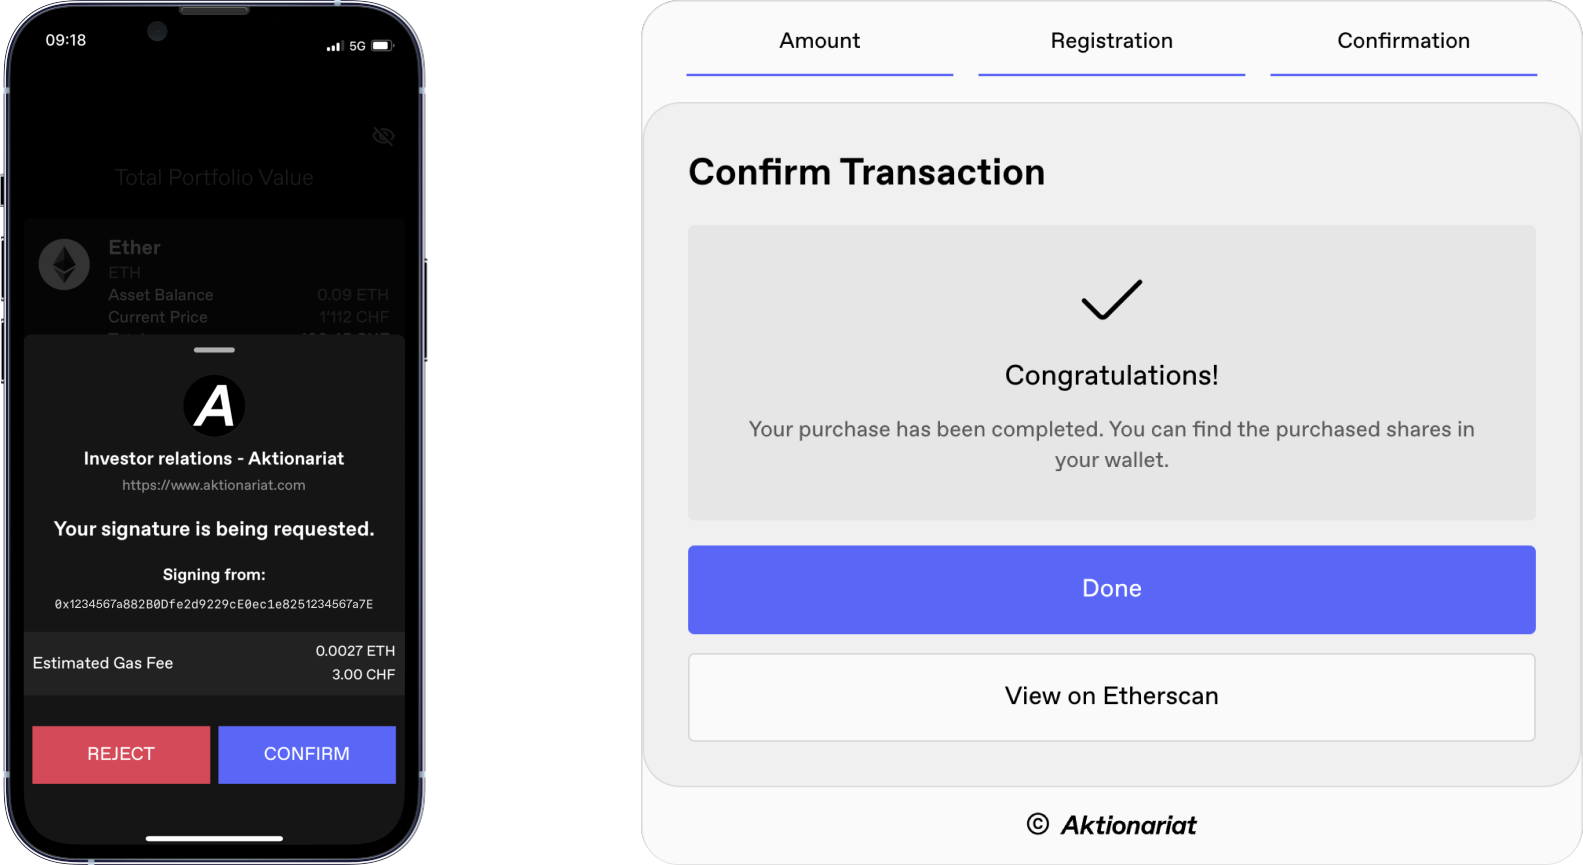 09:18
5G
Total Portfolio Value
Ether
ETH
Asset Balance 0.09 ETH
Current Price 1'112 CHF
A
Investor relations - Aktionariat
https://www.aktionariat.com
Your signature is being requested.
Signing from:
0x1234567a882B0Dfe2d9229cE0ec1e8251234567a7E
Estimated Gas Fee
0.0027 ETH
3.00 CHF
REJECT CONFIRM
Amount Registration Confirmation
Confirm Transaction
Congratulations!
Your purchase has been completed. You can find the purchased shares in
your wallet.
Done
View on Etherscan
© Aktionariat